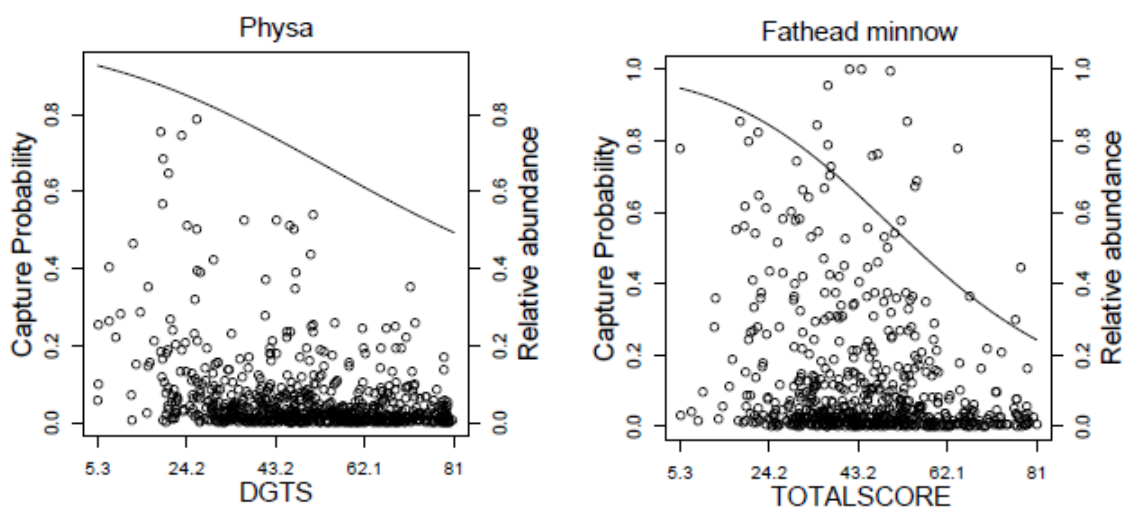 Physa
Capture Probability
0.0 0.2 0.4 0.6 0.8
0.0 0.2 0.4 0.6 0.8
Relative abundance
5.3 24.2 43.2 62.1 81
DGTS
Fathead minnow
Capture Probability
0.0 0.2 0.4 0.6 0.8 1.0
0.0 0.2 0.4 0.6 0.8 1.0
Relative abundance
5.3 24.2 43.2 62.1 81
TOTALSCORE